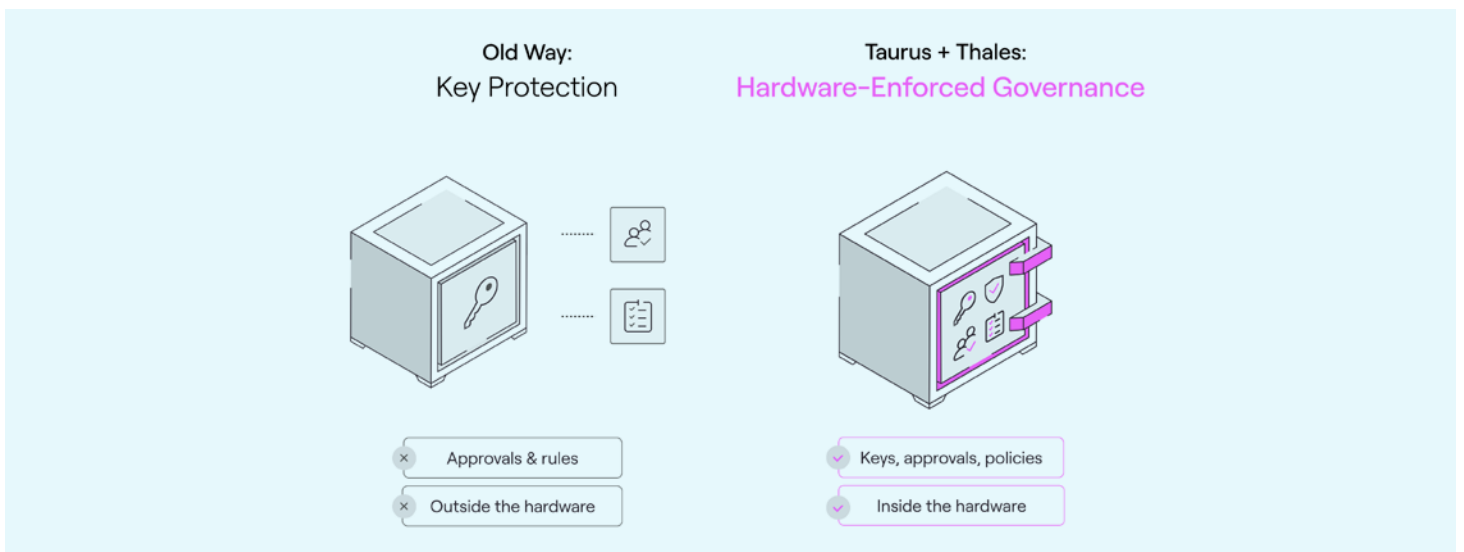 Old Way:
Key Protection
Taurus + Thales:
Hardware-Enforced Governance
Approvals & rules
Outside the hardware
Keys, approvals, policies
Inside the hardware